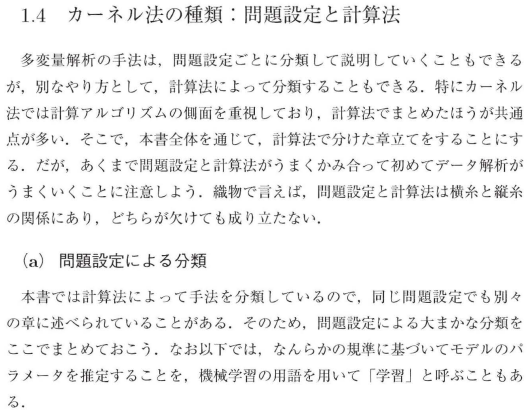 1.4 カーネル法の種類：問題設定と計算法
多変量解析の手法は，問題設定ごとに分類して説明していくこともできる
が，別なやり方として，計算法によって分類することもできる．特にカーネル
法では計算アルゴリズムの側面を重視しており，計算法でまとめたほうが共通
点が多い．そこで，本書全体を通じて，計算法で分けた章立てをすることにす
る．だが，あくまで問題設定と計算法がうまくかみ合って初めてデータ解析が
うまくいくことに注意しよう．織物で言えば，問題設定と計算法は横糸と縦糸
の関係にあり，どちらが欠けても成り立たない．
(a) 問題設定による分類
本書では計算法によって手法を分類しているので，同じ問題設定でも別々
の章に述べられていることがある．そのため，問題設定による大まかな分類を
ここでまとめておこう．なお以下では，なんらかの規準に基づいてモデルのパ
ラメータを推定することを，機械学習の用語を用いて「学習」と呼ぶこともあ
る．